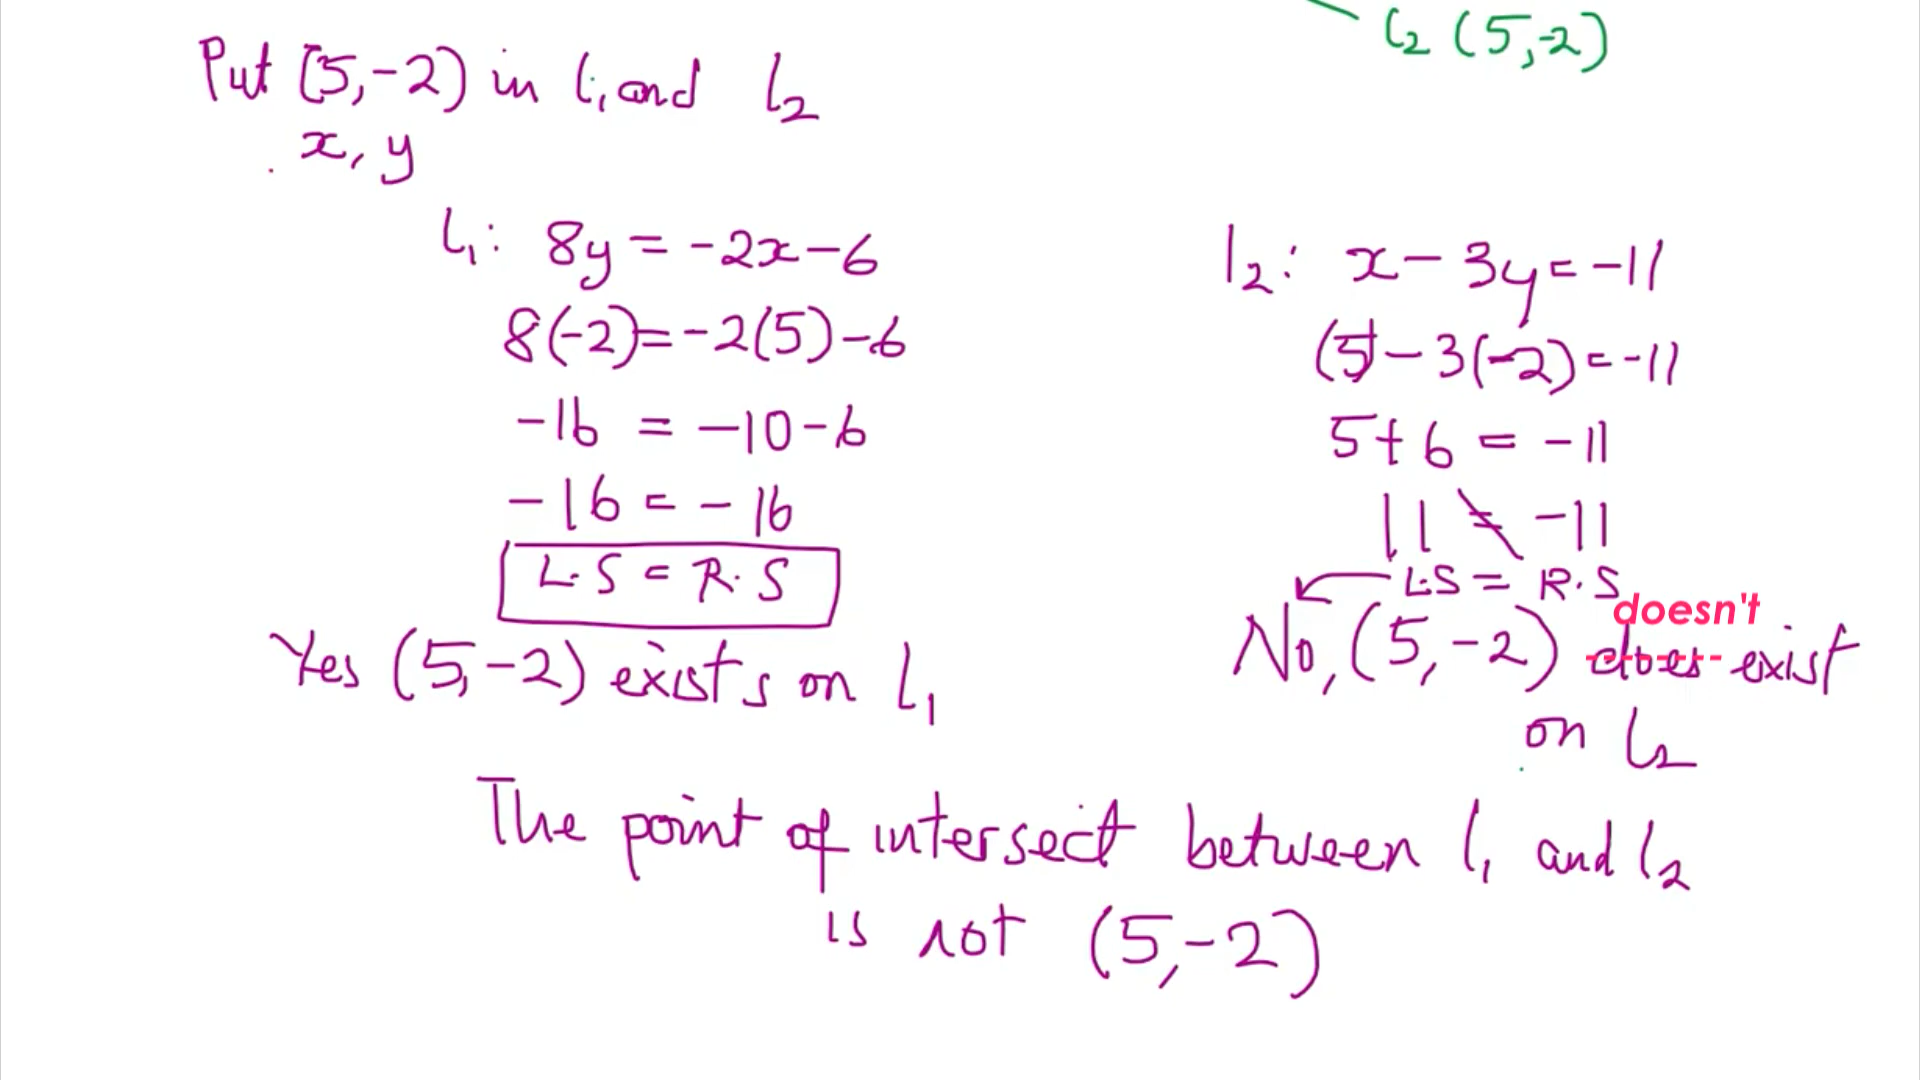 l₂ (5,-2)
Put (5,-2) in l₁ and l₂
x, y
l₁: 8y = -2x-6
8(-2)=-2(5)-6
-16 = -10-6
-16 = -16
L.S = R.S
Yes (5,-2) exists on l₁
l₂: x-3y=-11
(5)-3(-2)=-11
5+6 = -11
11 ≠ -11
L.S = R.S
doesn't
No, (5,-2) does exist
on l₂
The point of intersect between l₁ and l₂
is not (5,-2)